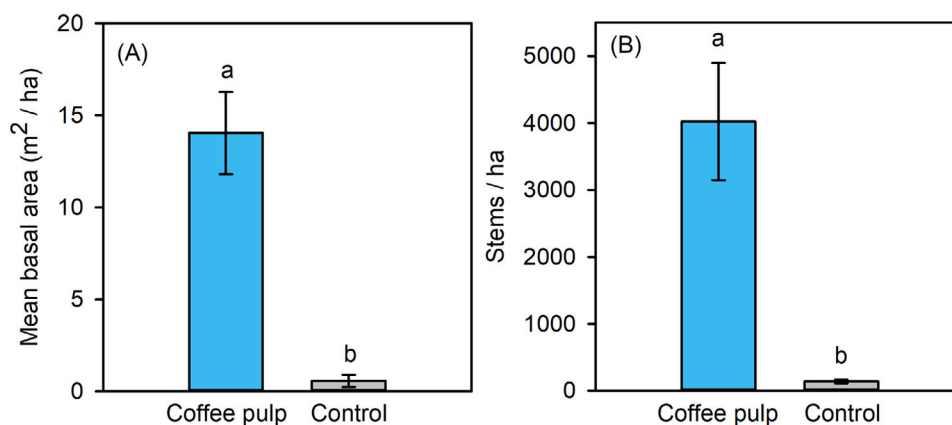 (A)
Mean basal area (m² / ha)
20
15
10
5
0
a
b
Coffee pulp
Control
(B)
Stems / ha
5000
4000
3000
2000
1000
0
a
b
Coffee pulp
Control